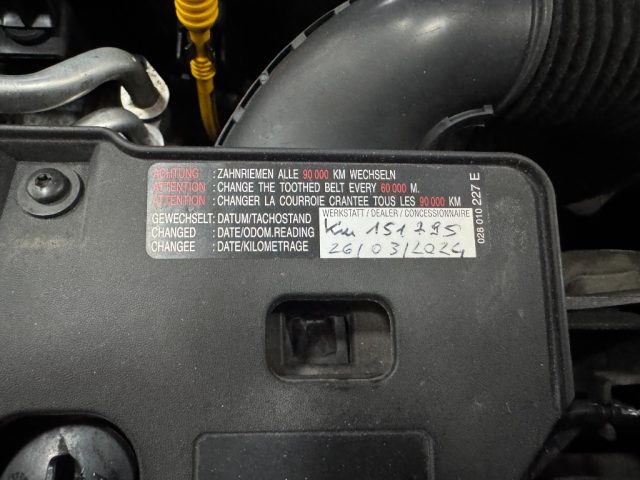 ACHTUNG : ZAHNRIEMEN ALLE 90 000 KM WECHSELN
ATTENTION : CHANGE THE TOOTHED BELT EVERY 60 000 M.
ATTENTION : CHANGER LA COURROIE CRANTEE TOUS LES 90 000 KM
GEWECHSELT: DATUM/TACHOSTAND
CHANGED : DATE/ODOM.READING
CHANGEE : DATE/KILOMETRAGE
WERKSTATT / DEALER / CONCESSIONNAIRE
Km 151795
26/03/2024
028 010 227 E